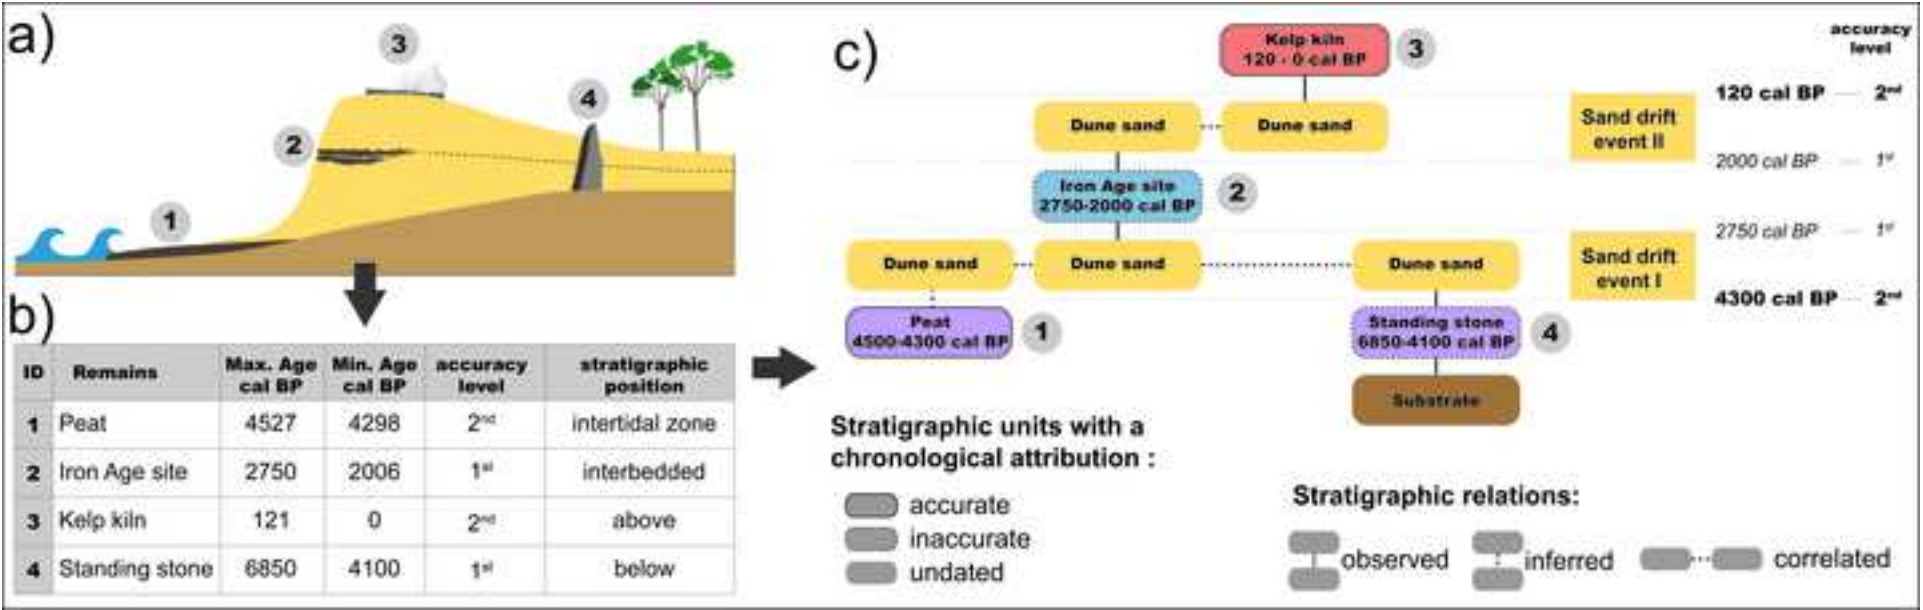 a)
3
4
2
1
b)
ID Remains Max. Age cal BP Min. Age cal BP accuracy level stratigraphic position
1 Peat 4527 4298 2nd intertidal zone
2 Iron Age site 2750 2006 1st interbedded
3 Kelp kiln 121 0 2nd above
4 Standing stone 6850 4100 1st below
c)
Kelp kiln
120 - 0 cal BP
3
accuracy
level
120 cal BP 2nd
Dune sand Dune sand
Sand drift
event II
2000 cal BP 1st
Iron Age site
2750-2000 cal BP
2
2750 cal BP 1st
Dune sand Dune sand Dune sand
Sand drift
event I
4300 cal BP 2nd
Peat
4500-4300 cal BP
1
Standing stone
6850-4100 cal BP
4
Substrate
Stratigraphic units with a
chronological attribution :
accurate
inaccurate
undated
Stratigraphic relations:
observed inferred correlated